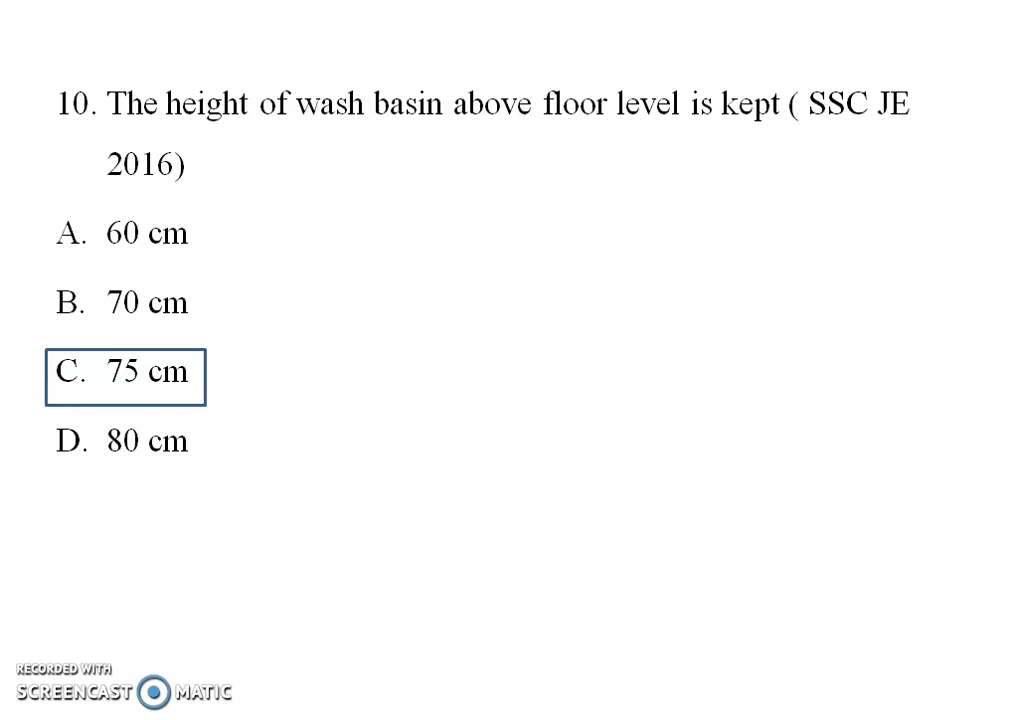 10. The height of wash basin above floor level is kept ( SSC JE
2016)
A. 60 cm
B. 70 cm
C. 75 cm
D. 80 cm
RECORDED WITH
SCREENCAST MATIC